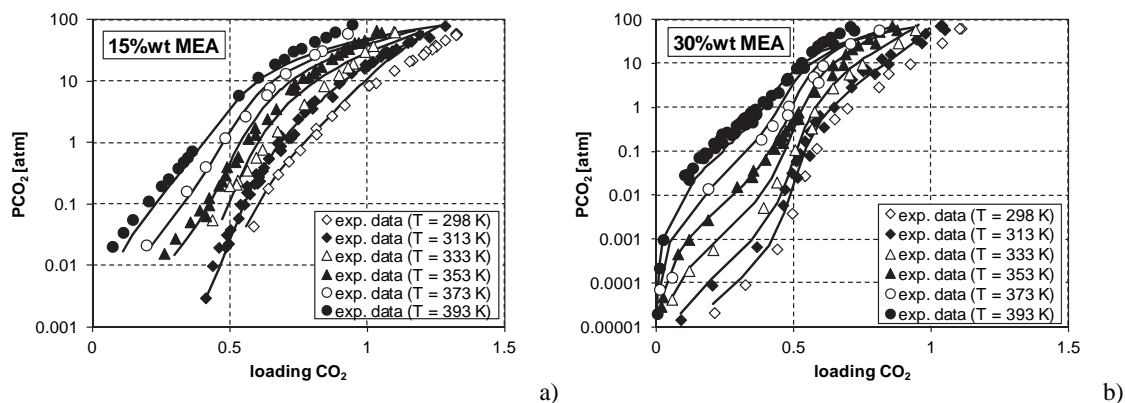 15%wt MEA
PCO₂ [atm]
100
10
1
0.1
0.01
0.001
0
0.5
1
1.5
loading CO₂
exp. data (T = 298 K)
exp. data (T = 313 K)
exp. data (T = 333 K)
exp. data (T = 353 K)
exp. data (T = 373 K)
exp. data (T = 393 K)
a)
30%wt MEA
PCO₂ [atm]
100
10
1
0.1
0.01
0.001
0.0001
0.00001
0
0.5
1
1.5
loading CO₂
exp. data (T = 298 K)
exp. data (T = 313 K)
exp. data (T = 333 K)
exp. data (T = 353 K)
exp. data (T = 373 K)
exp. data (T = 393 K)
b)